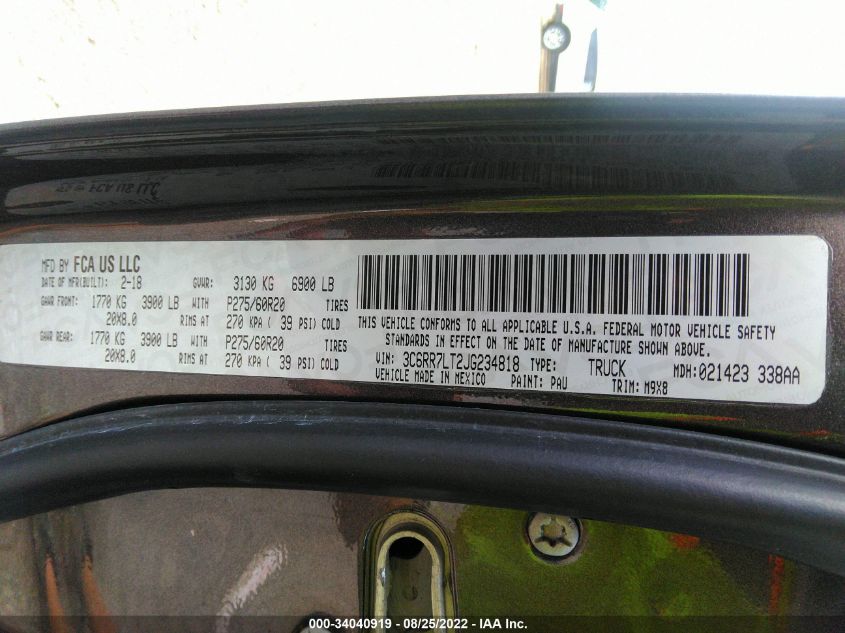 MFD BY FCA US LLC
DATE OF MFR(BUILT): 2-18 GVWR: 3130 KG 6900 LB
GAWR FRONT: 1770 KG 3900 LB WITH P275/60R20 TIRES
20X8.0 RIMS AT 270 KPA ( 39 PSI) COLD
GAWR REAR: 1770 KG 3900 LB WITH P275/60R20 TIRES
20X8.0 RIMS AT 270 KPA ( 39 PSI) COLD
THIS VEHICLE CONFORMS TO ALL APPLICABLE U.S.A. FEDERAL MOTOR VEHICLE SAFETY
STANDARDS IN EFFECT ON THE DATE OF MANUFACTURE SHOWN ABOVE.
VIN: 3C6RR7LT2JG234818 TYPE: TRUCK MDH:021423 338AA
VEHICLE MADE IN MEXICO PAINT: PAU TRIM: M9X8
000-34040919 - 08/25/2022 - IAA Inc.